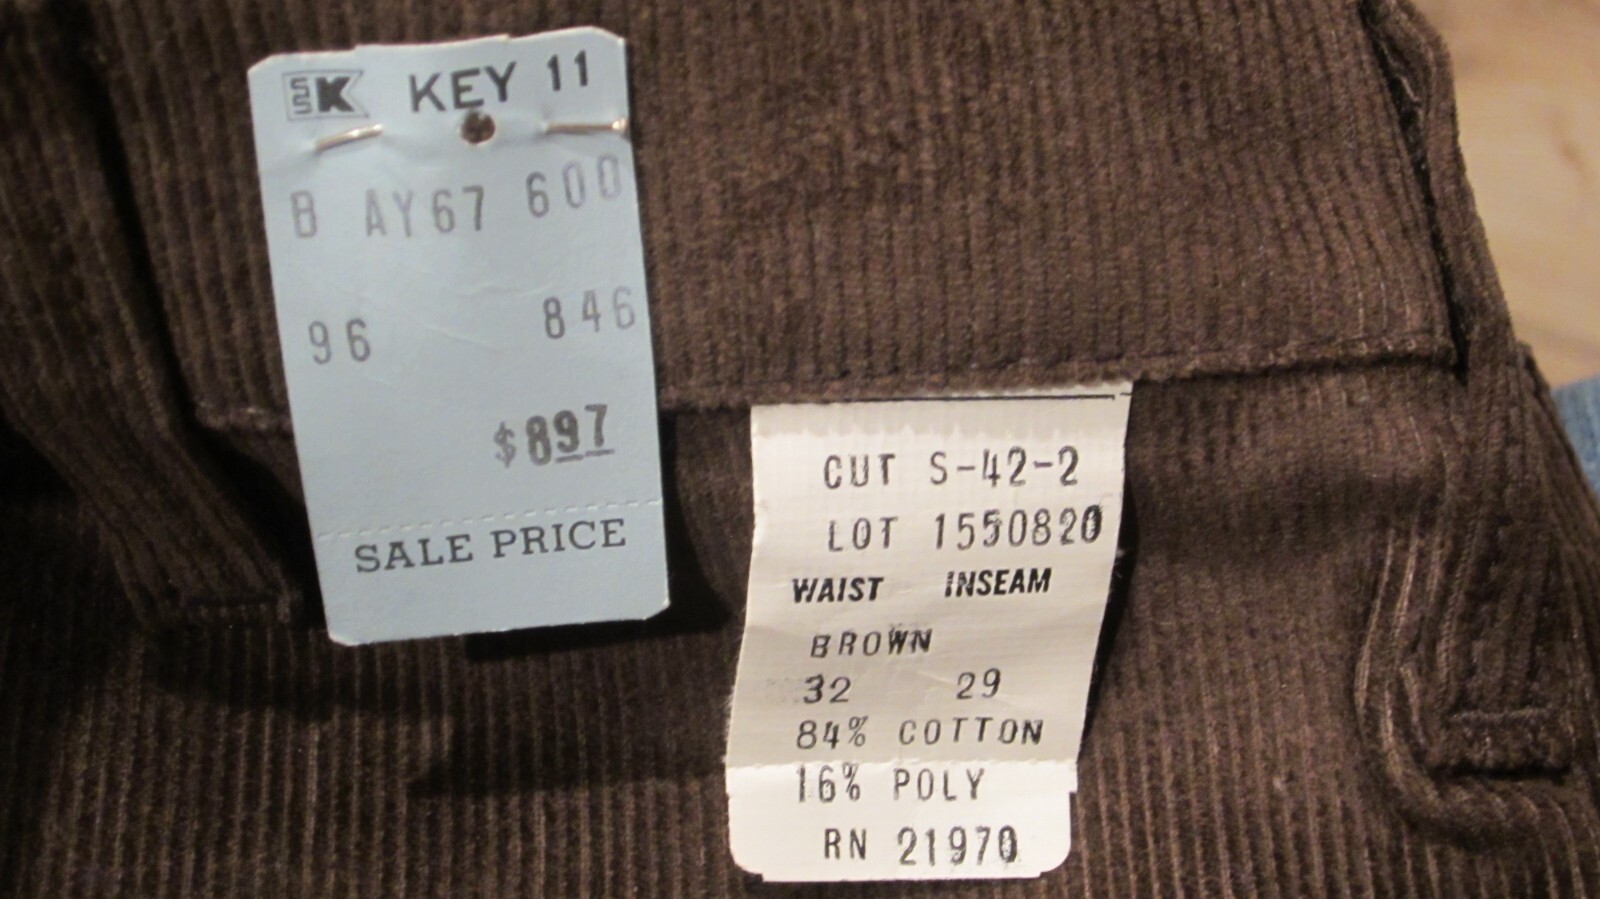 SSK KEY 11
B AY67 600
96 846
$897
SALE PRICE
CUT S-42-2
LOT 1550820
WAIST INSEAM
BROWN
32 29
84% COTTON
16% POLY
RN 21970